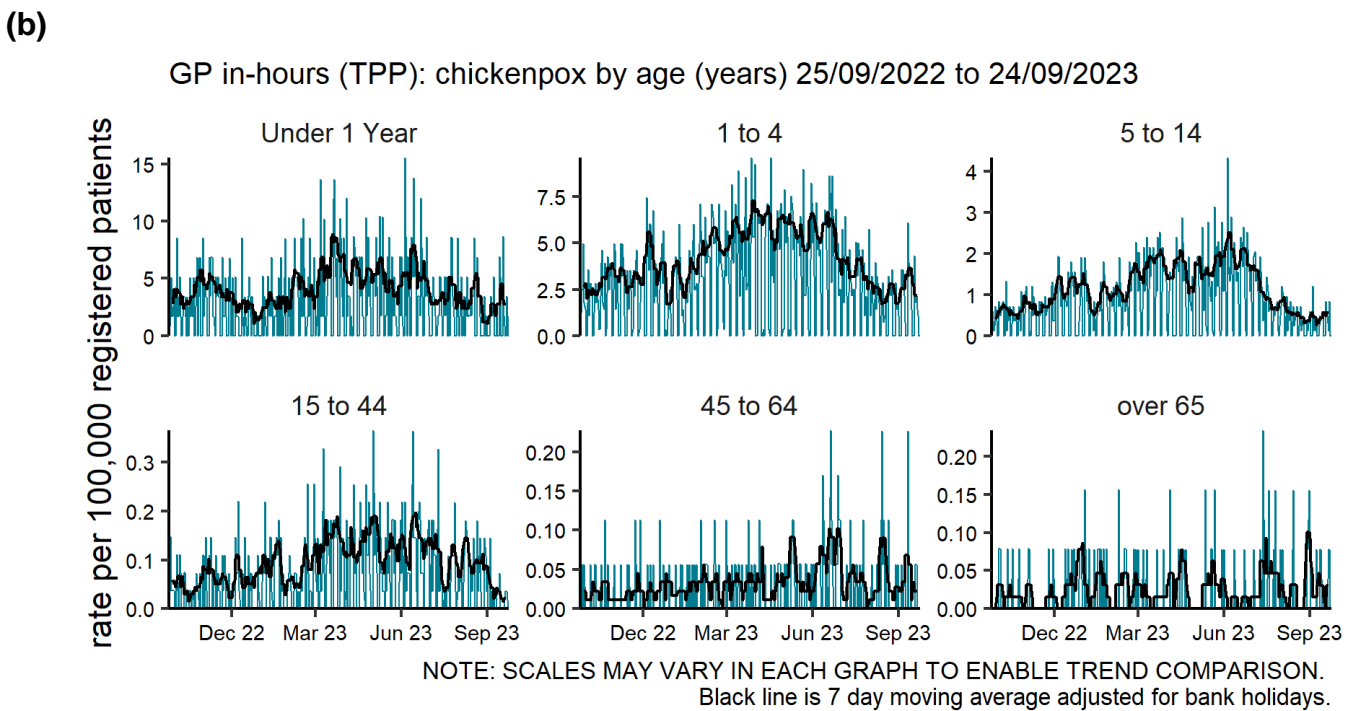 (b)
GP in-hours (TPP): chickenpox by age (years) 25/09/2022 to 24/09/2023
rate per 100,000 registered patients
Under 1 Year
15
10
5
0
1 to 4
7.5
5.0
2.5
0.0
5 to 14
4
3
2
1
0
15 to 44
0.3
0.2
0.1
0.0
Dec 22 Mar 23 Jun 23 Sep 23
45 to 64
0.20
0.15
0.10
0.05
0.00
Dec 22 Mar 23 Jun 23 Sep 23
over 65
0.20
0.15
0.10
0.05
0.00
Dec 22 Mar 23 Jun 23 Sep 23
NOTE: SCALES MAY VARY IN EACH GRAPH TO ENABLE TREND COMPARISON.
Black line is 7 day moving average adjusted for bank holidays.